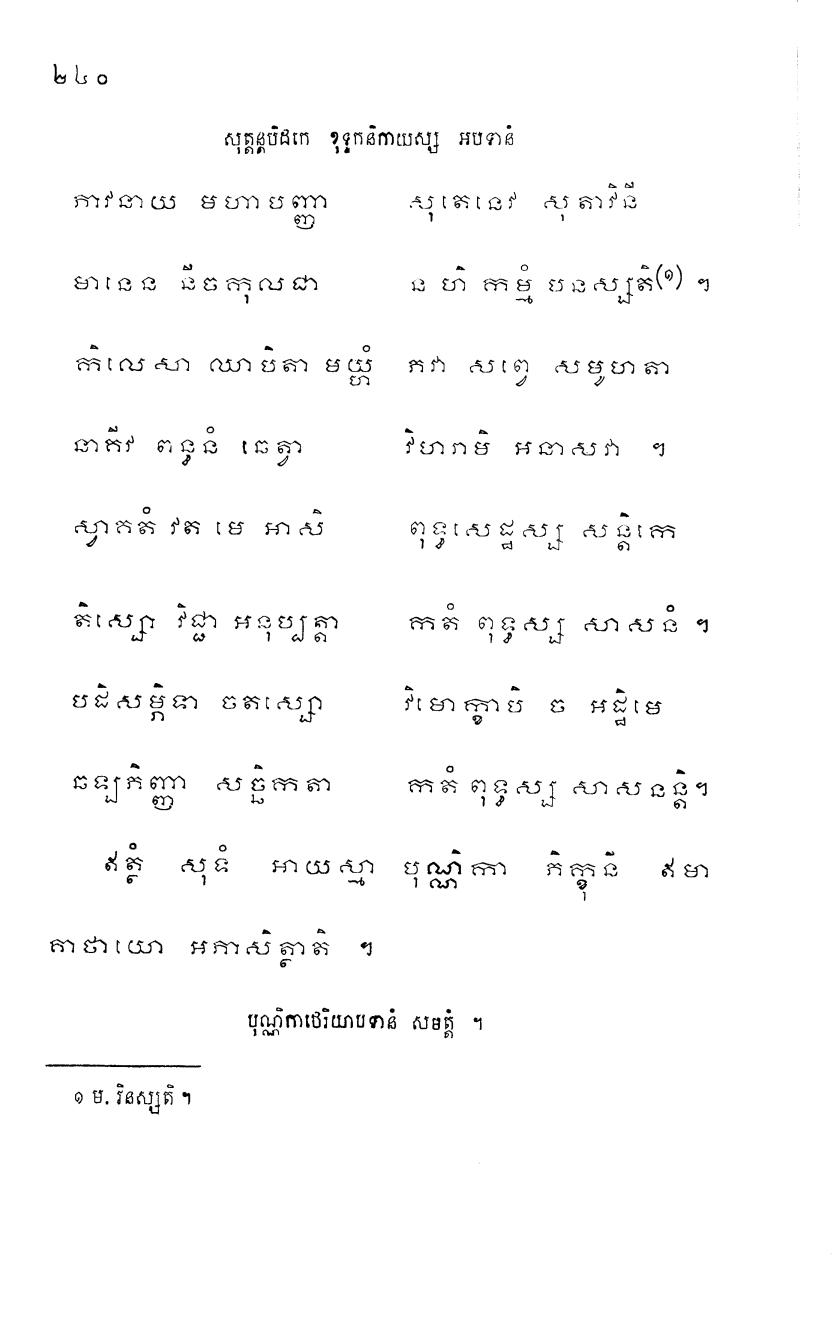 ២៤០
សុត្តន្តបិដកេ ខុទ្ទកនិកាយស្ស អបទានំ
ភាវនាយ មហាបញ្ញា សុតេនេវ សុតាវិនី
មានេន នីចកុលជា ន ហិ កម្មំ បនស្សតិ(១) ។
កិលេសា ឈាបិតា មយ្ហំ ភវា សព្វេ សមូហតា
នាគីវ ពន្ធនំ ឆេត្វា វិហរាមិ អនាសវា ។
ស្វាគតំ វត មេ អាសិ ពុទ្ធសេដ្ឋស្ស សន្តិកេ
តិស្សោ វិជ្ជា អនុប្បត្តា កតំ ពុទ្ធស្ស សាសនំ ។
បដិសម្ភិទា ចតស្សោ វិមោក្ខាបិ ច អដ្ឋិមេ
ឆឡភិញ្ញា សច្ឆិកតា កតំ ពុទ្ធស្ស សាសនន្តិ។
ឥត្ថំ សុទំ អាយស្មា បុណ្ណិកា ភិក្ខុនី ឥមា
គាថាយោ អភាសិត្ថាតិ ។
បុណ្ណិកាថេរិយាបទានំ សមត្តំ ។
១ ម. វិនស្សតិ ។